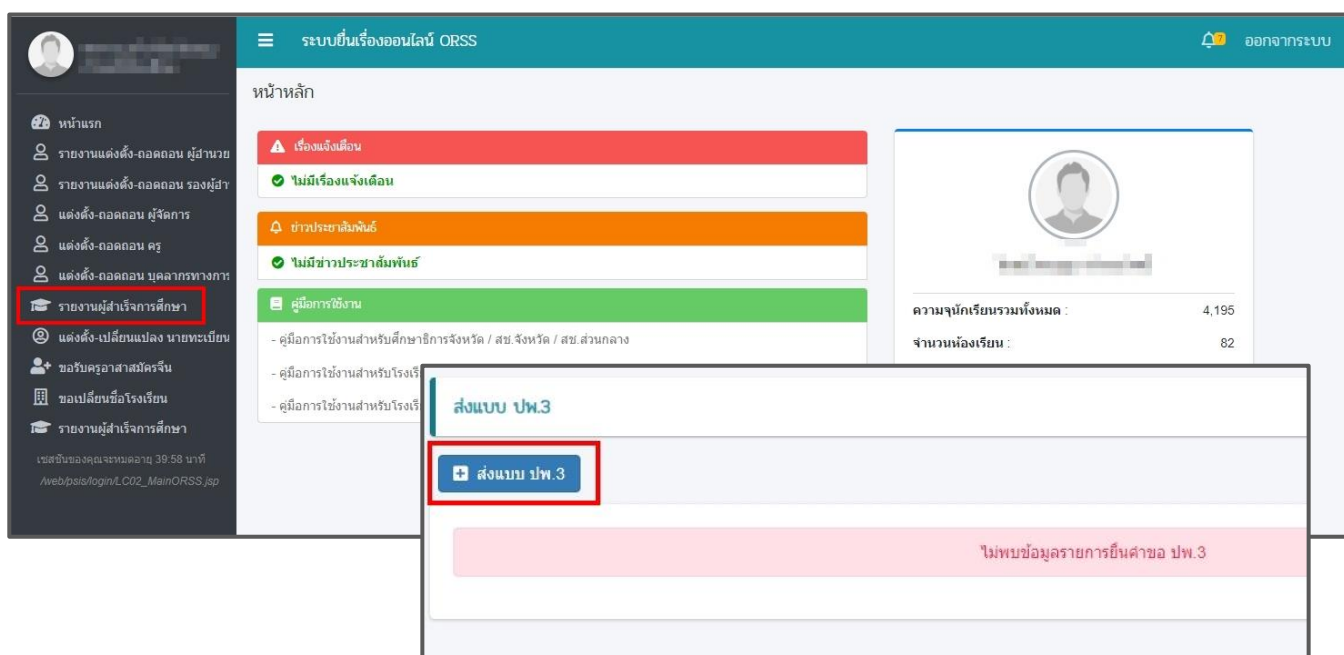 ระบบยื่นเรื่องออนไลน์ ORSS
7 ออกจากระบบ
หน้าหลัก
หน้าแรก
รายงานแต่งตั้ง-ถอดถอน ผู้อำนวย
รายงานแต่งตั้ง-ถอดถอน รองผู้อำ
แต่งตั้ง-ถอดถอน ผู้จัดการ
แต่งตั้ง-ถอดถอน ครู
แต่งตั้ง-ถอดถอน บุคลากรทางกา
รายงานผู้สำเร็จการศึกษา
แต่งตั้ง-เปลี่ยนแปลง นายทะเบียน
ขอรับครูอาสาสมัครจีน
ขอเปลี่ยนชื่อโรงเรียน
รายงานผู้สำเร็จการศึกษา
เซสชันของคุณจะหมดอายุ 39:58 นาที
/web/psis/login/LC02_MainORSS.jsp
เรื่องแจ้งเตือน
ไม่มีเรื่องแจ้งเตือน
ข่าวประชาสัมพันธ์
ไม่มีข่าวประชาสัมพันธ์
คู่มือการใช้งาน
- คู่มือการใช้งานสำหรับศึกษาธิการจังหวัด / สช.จังหวัด / สช.ส่วนกลาง
- คู่มือการใช้งานสำหรับโรงเรี
- คู่มือการใช้งานสำหรับโรงเรี
ความจุนักเรียนรวมทั้งหมด : 4,195
จำนวนห้องเรียน : 82
ส่งแบบ ปพ.3
ส่งแบบ ปพ.3
ไม่พบข้อมูลรายการยื่นคำขอ ปพ.3